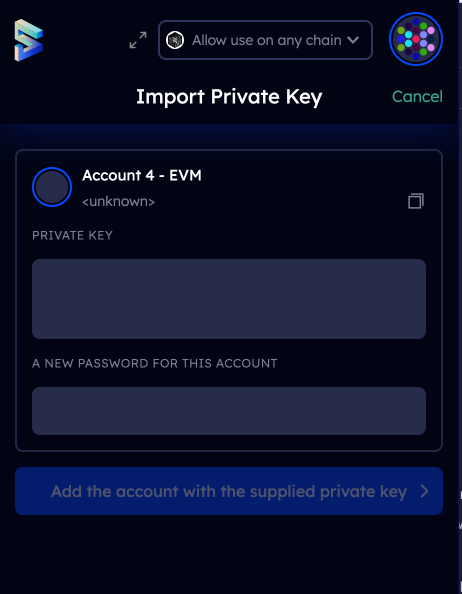 Allow use on any chain
Import Private Key
Cancel
Account 4 - EVM
<unknown>
PRIVATE KEY
A NEW PASSWORD FOR THIS ACCOUNT
Add the account with the supplied private key